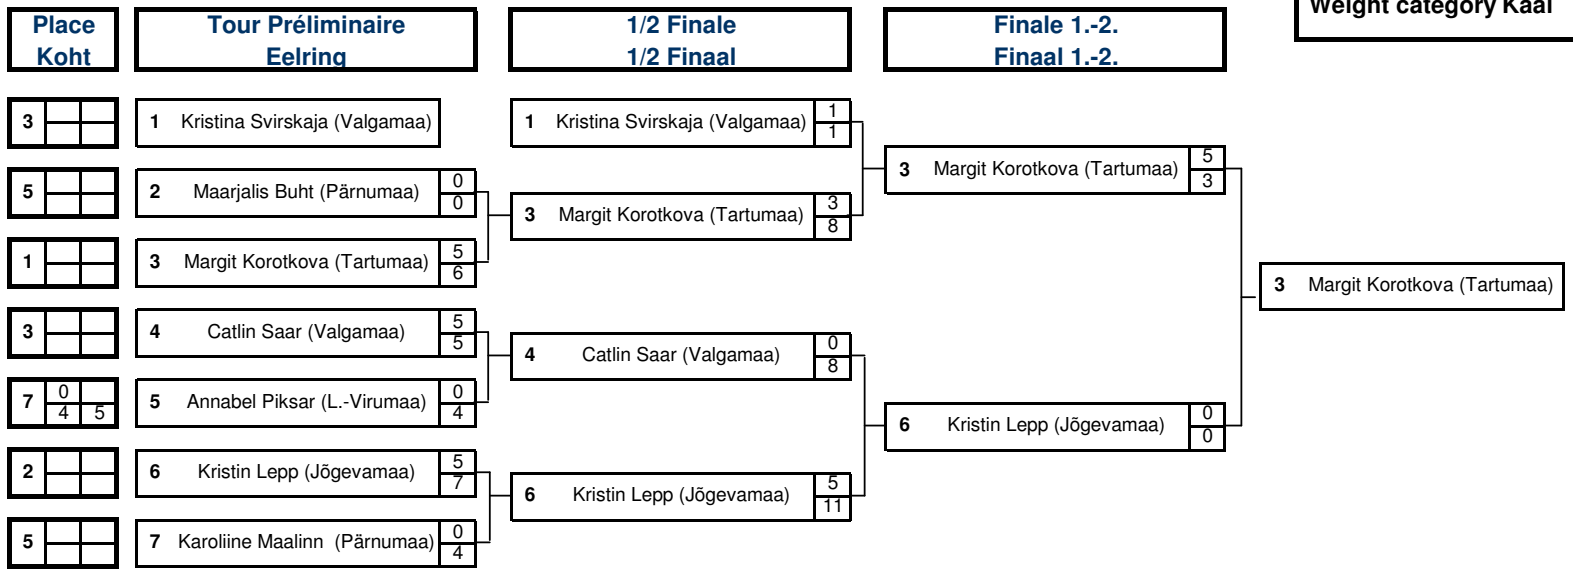 Weight category Kaal
Place Tour Préliminaire 1/2 Finale Finale 1.-2.
Koht Eelring 1/2 Finaal Finaal 1.-2.
3 1 Kristina Svirskaja (Valgamaa) 1 Kristina Svirskaja (Valgamaa) 1
1
3 Margit Korotkova (Tartumaa) 5
3
5 2 Maarjalis Buht (Pärnumaa) 0
0
3 Margit Korotkova (Tartumaa) 3
8
1 3 Margit Korotkova (Tartumaa) 5
6
3 Margit Korotkova (Tartumaa)
3 4 Catlin Saar (Valgamaa) 5
5
4 Catlin Saar (Valgamaa) 0
8
7 0
4 5
5 Annabel Piksar (L.-Virumaa) 0
4
6 Kristin Lepp (Jõgevamaa) 0
0
2 6 Kristin Lepp (Jõgevamaa) 5
7
6 Kristin Lepp (Jõgevamaa) 5
11
5 7 Karoliine Maalinn (Pärnumaa) 0
4